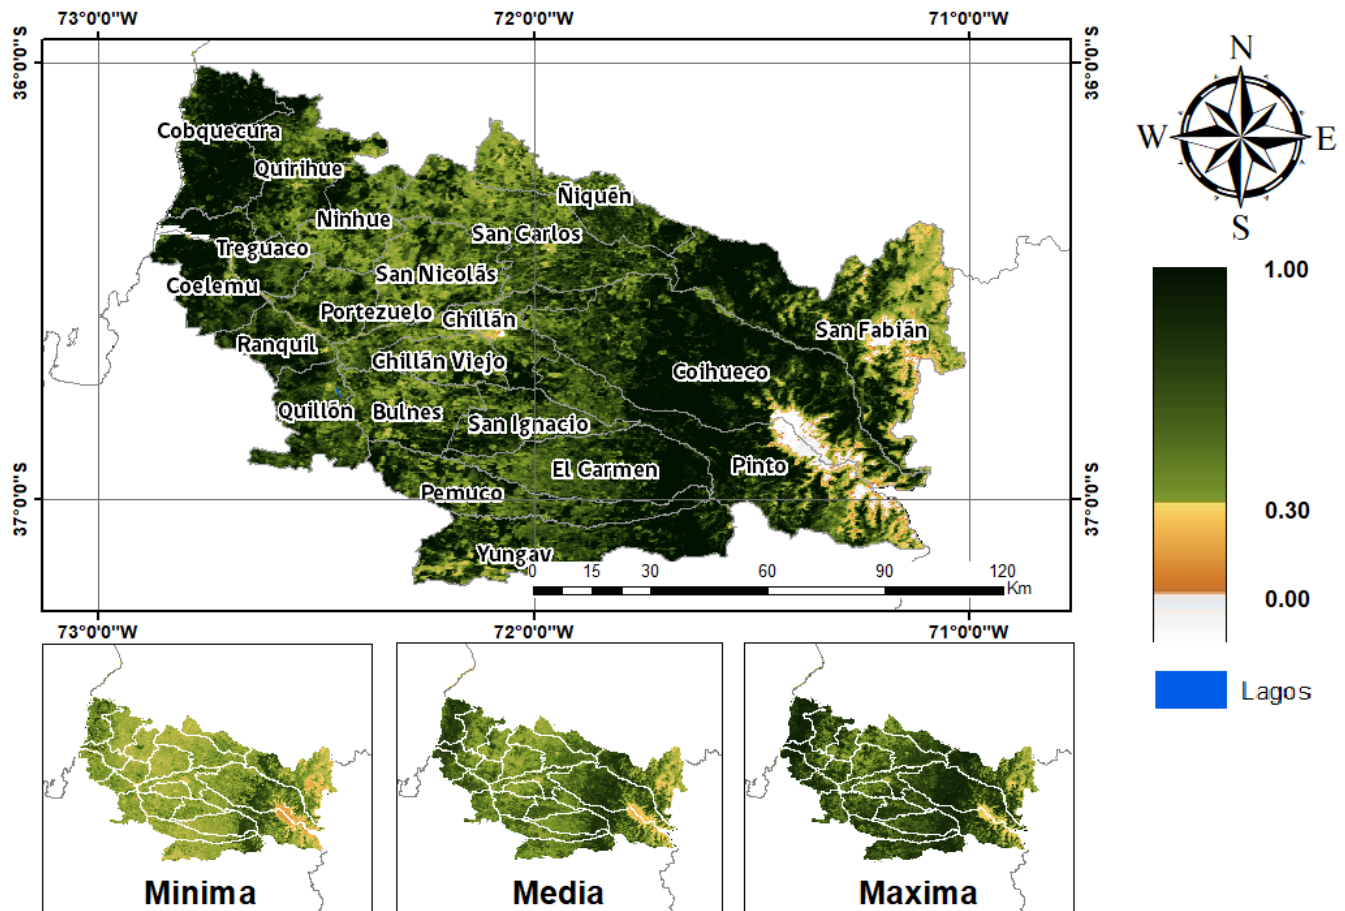 73°0'0"W 72°0'0"W 71°0'0"W
36°0'0"S
36°0'0"S
N
W E
S
Cobquecura
Quirihue
Ñiquén
Ninhue
San Carlos
Treguaco
San Nicolás
Coelemu
Portezuelo
Chillán
San Fabián
Ranquil
Chillán Viejo
Coihueco
Quillón
Bulnes
San Ignacio
El Carmen
Pinto
Pemuco
Yungay
37°0'0"S
37°0'0"S
0 15 30 60 90 120
Km
73°0'0"W 72°0'0"W 71°0'0"W
1.00
0.30
0.00
Lagos
Minima
Media
Maxima